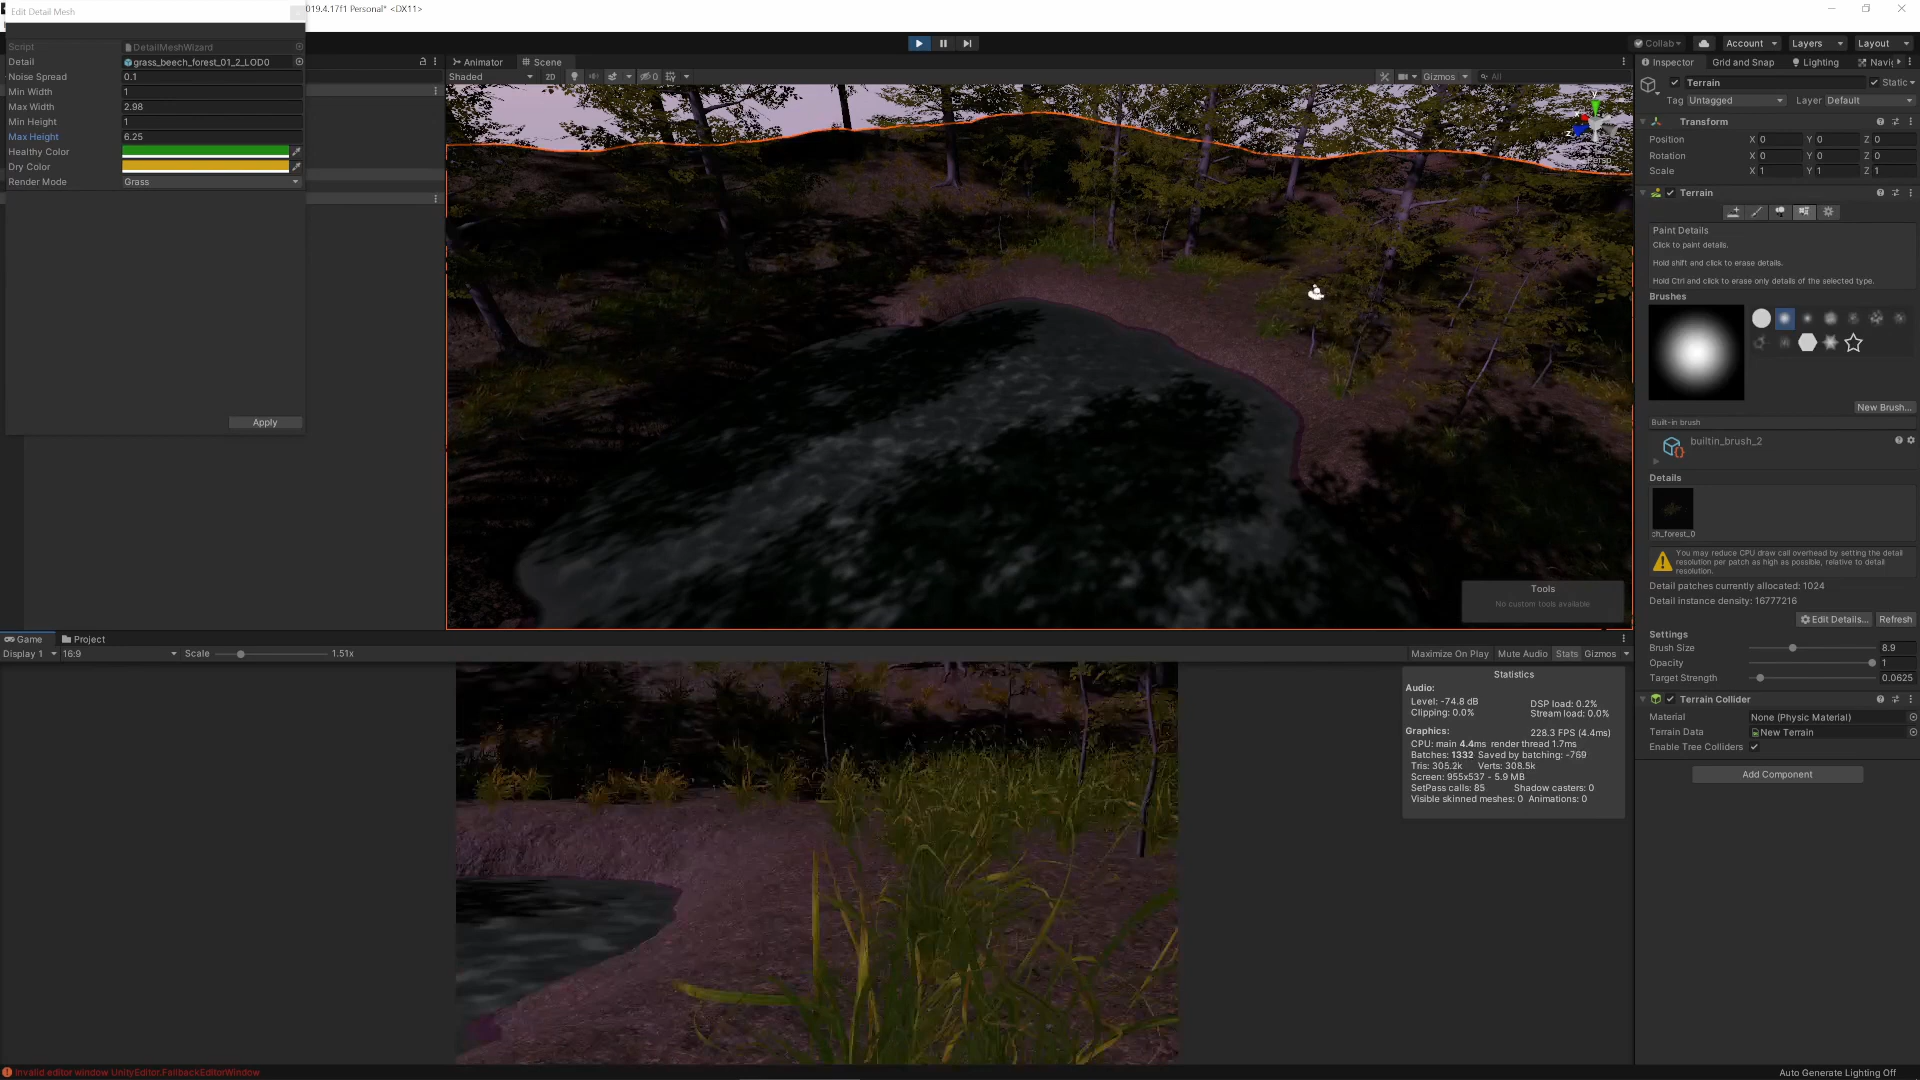 Edit Detail Mesh
019.4.17f1 Personal* <DX11>
Collab
Account
Layers
Layout
Script
DetailMeshWizard
Detail
grass_beech_forest_01_2_LOD0
Noise Spread
0.1
Min Width
1
Max Width
2.98
Min Height
1
Max Height
6.25
Healthy Color
Dry Color
Render Mode
Grass
Apply
Animator
Scene
Shaded
2D
0
Gizmos
All
Persp
Tools
No custom tools available
Inspector
Grid and Snap
Lighting
Navi
Terrain
Static
Tag Untagged
Layer Default
Transform
Position X 0 Y 0 Z 0
Rotation X 0 Y 0 Z 0
Scale X 1 Y 1 Z 1
Terrain
Paint Details
Click to paint details.
Hold shift and click to erase details.
Hold Ctrl and click to erase only details of the selected type.
Brushes
New Brush...
Built-in brush
builtin_brush_2
Details
ch_forest_0
You may reduce CPU draw call overhead by setting the detail
resolution per patch as high as possible, relative to detail
resolution.
Detail patches currently allocated: 1024
Detail instance density: 16777216
Edit Details...
Refresh
Settings
Brush Size 8.9
Opacity 1
Target Strength 0.0625
Terrain Collider
Material None (Physic Material)
Terrain Data New Terrain
Enable Tree Colliders
Add Component
Game
Project
Display 1
16:9
Scale
1.51x
Maximize On Play
Mute Audio
Stats
Gizmos
Statistics
Audio:
Level: -74.8 dB DSP load: 0.2%
Clipping: 0.0% Stream load: 0.0%
Graphics: 228.3 FPS (4.4ms)
CPU: main 4.4ms render thread 1.7ms
Batches: 1332 Saved by batching: -769
Tris: 305.2k Verts: 308.5k
Screen: 955x537 - 5.9 MB
SetPass calls: 85 Shadow casters: 0
Visible skinned meshes: 0 Animations: 0
Invalid editor window UnityEditor.FallbackEditorWindow
Auto Generate Lighting Off